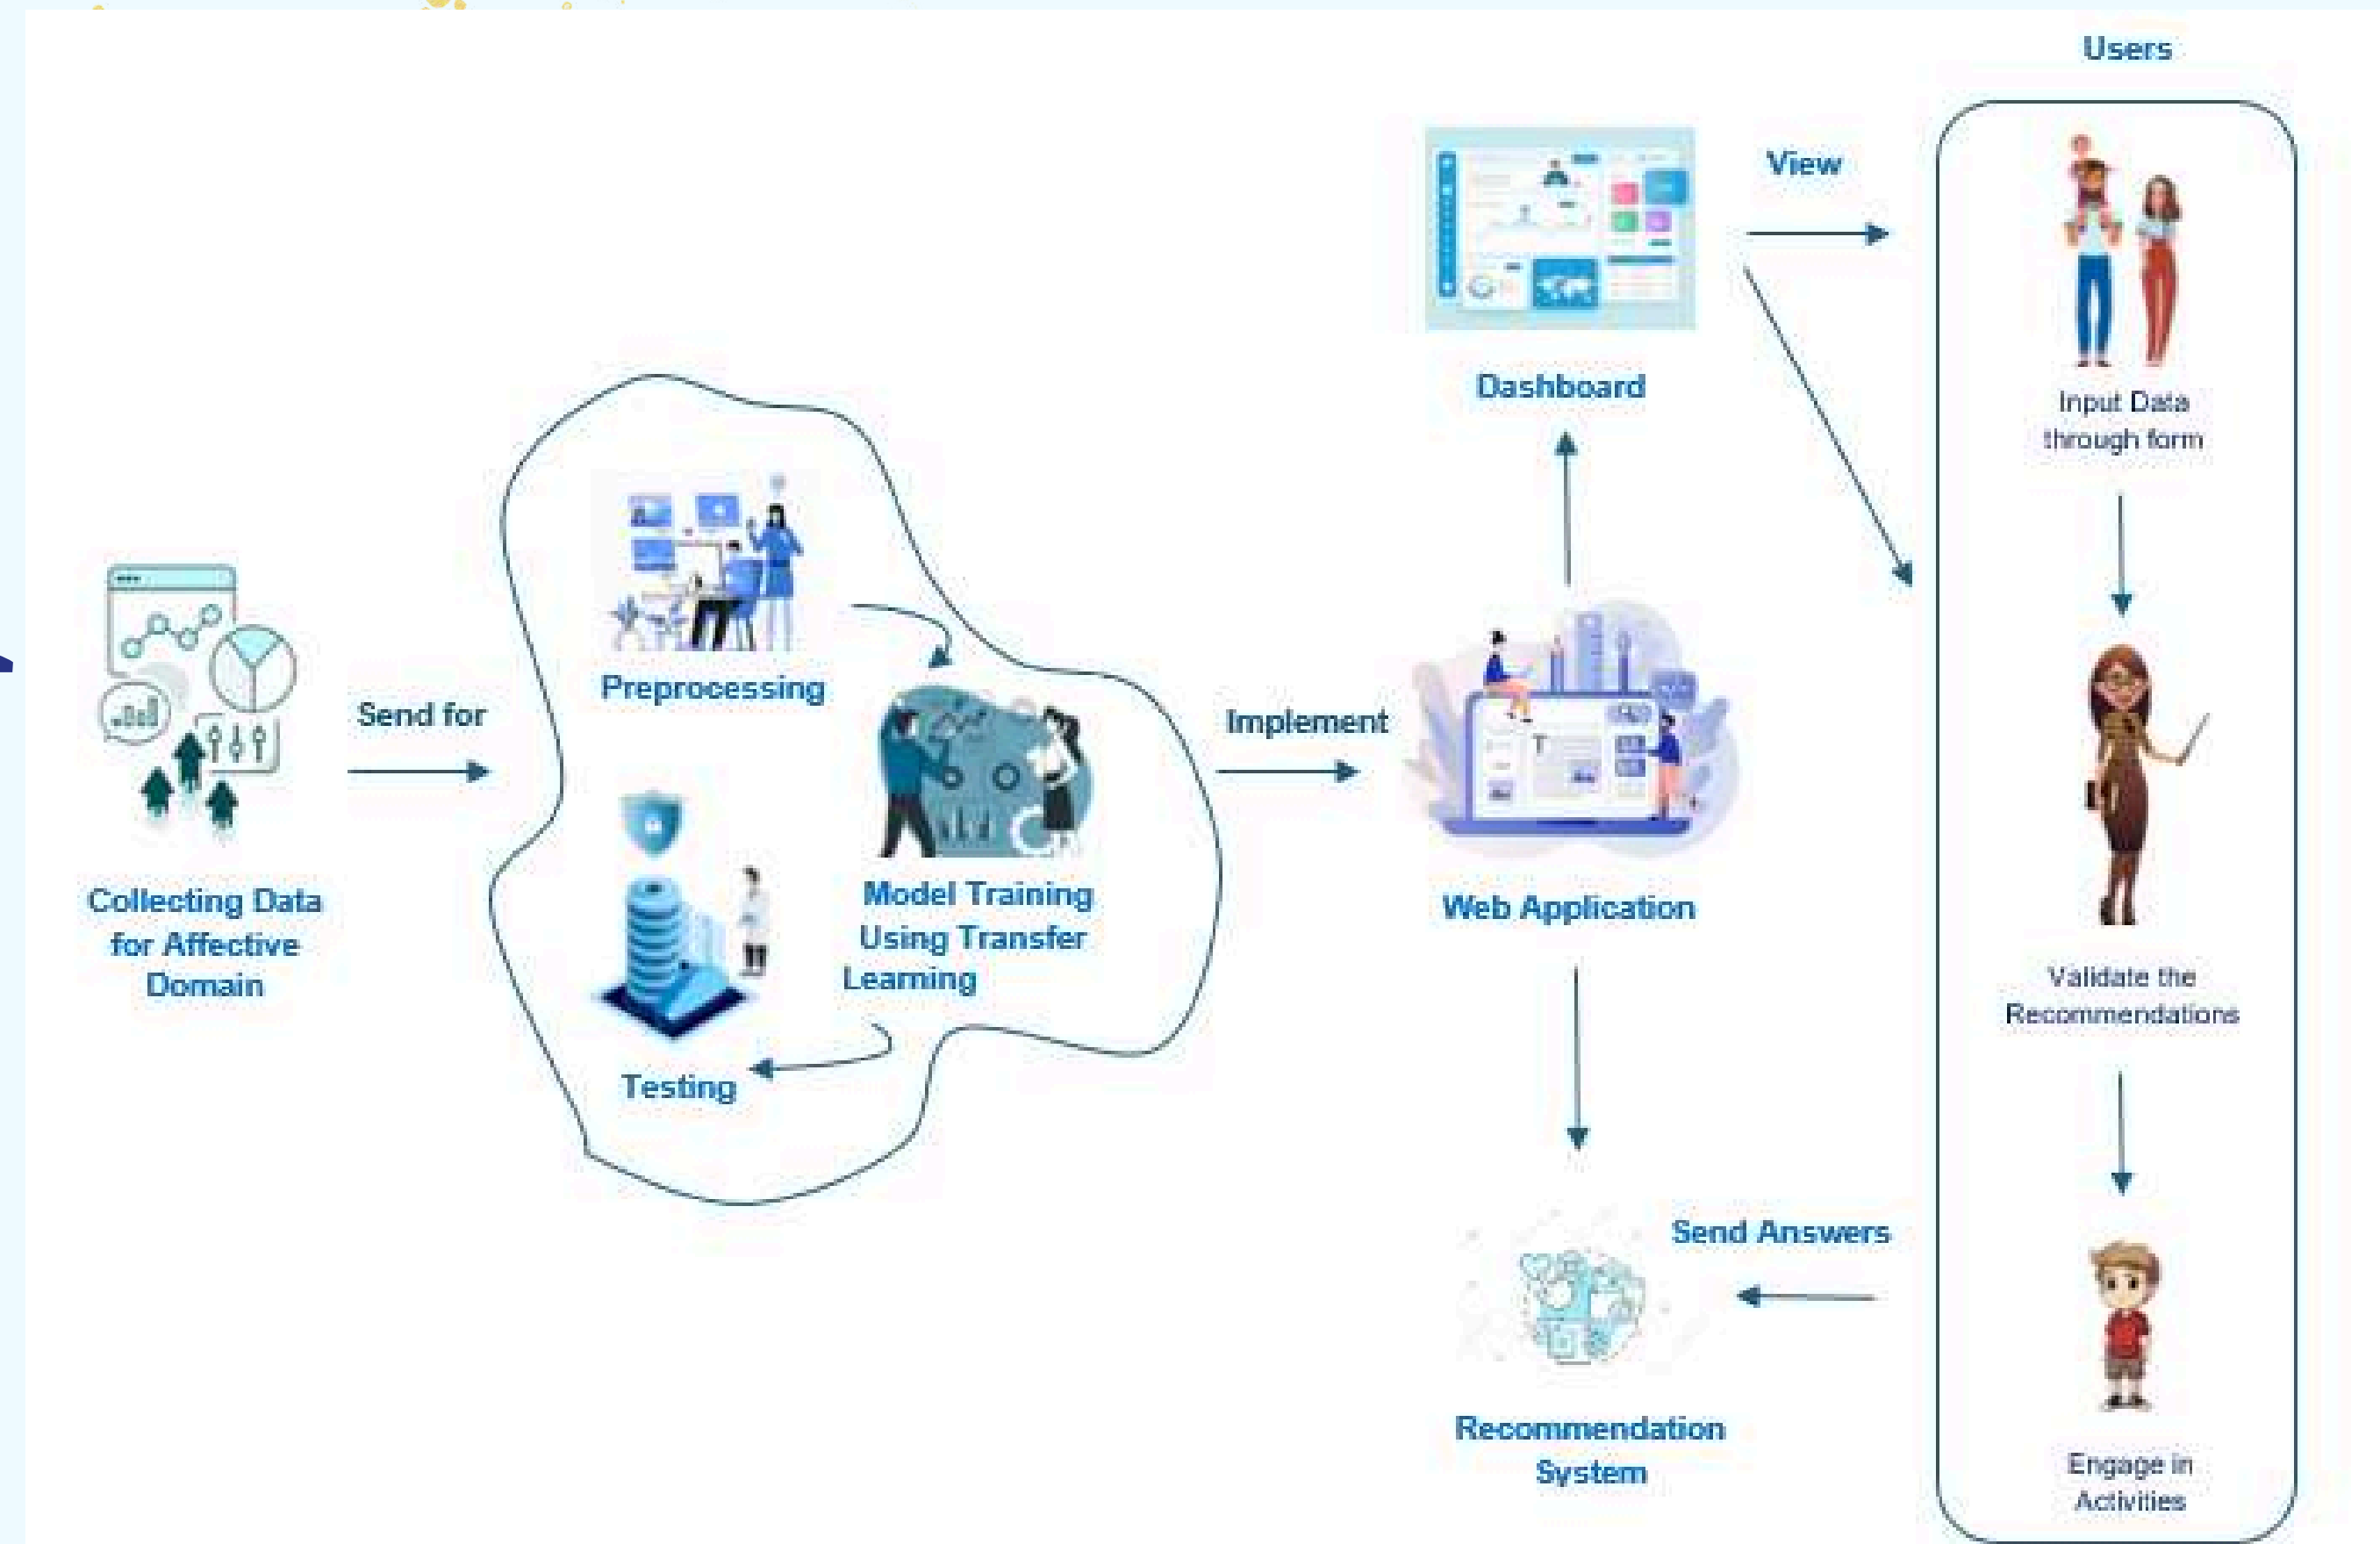 Users
View
Dashboard
Input Data
through form
Preprocessing
Send for
Implement
Collecting Data
for Affective
Domain
Model Training
Using Transfer
Learning
Web Application
Testing
Validate the
Recommendations
Send Answers
Recommendation
System
Engage in
Activities